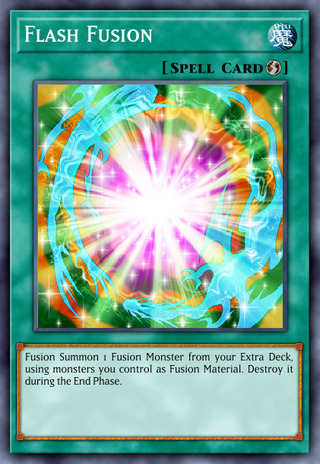 Flash Fusion
魔
[Spell Card]
Fusion Summon 1 Fusion Monster from your Extra Deck,
using monsters you control as Fusion Material. Destroy it
during the End Phase.